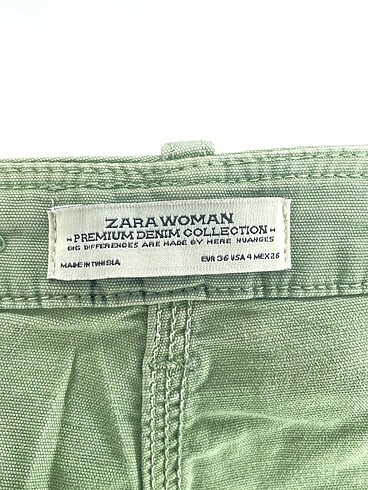 ZARA WOMAN
PREMIUM DENIM COLLECTION
BIG DIFFERENCES ARE MADE BY MERE NUANCES
MADE IN TUNISIA
EUR 36 USA 4 MEX 26